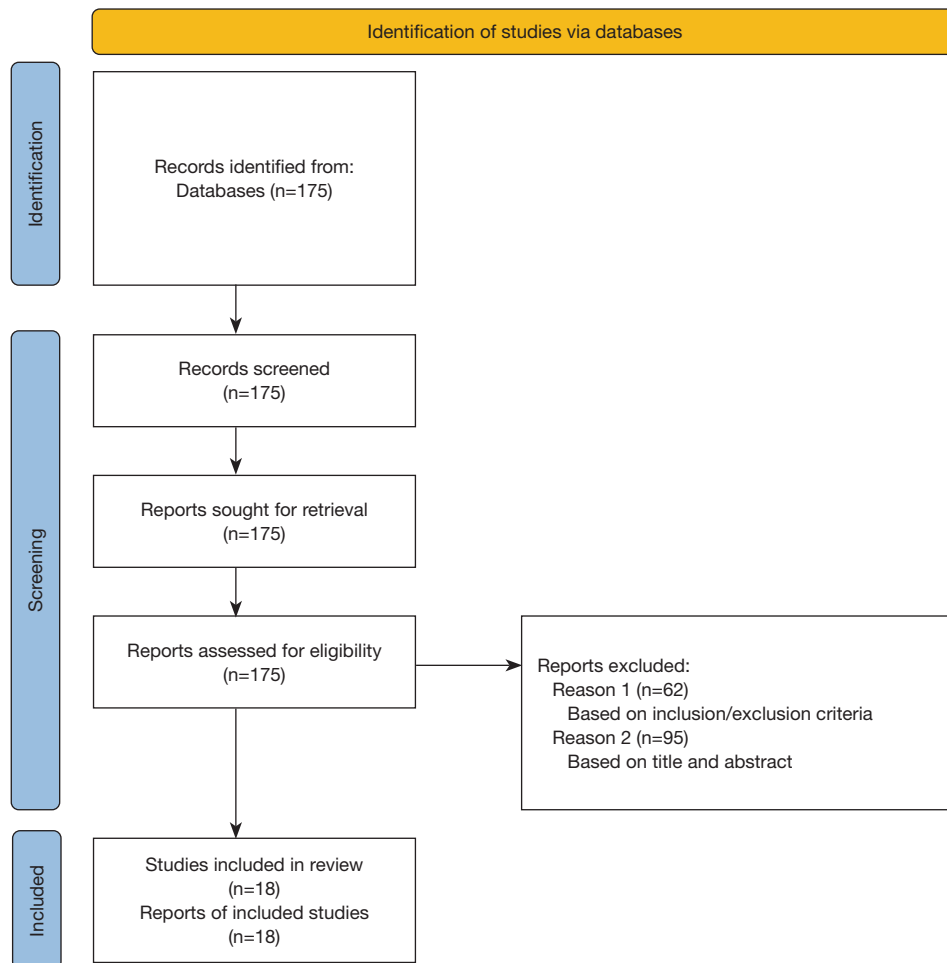 Identification of studies via databases
Identification
Records identified from:
Databases (n=175)
Screening
Records screened
(n=175)
Reports sought for retrieval
(n=175)
Reports assessed for eligibility
(n=175)
Reports excluded:
Reason 1 (n=62)
Based on inclusion/exclusion criteria
Reason 2 (n=95)
Based on title and abstract
Included
Studies included in review
(n=18)
Reports of included studies
(n=18)